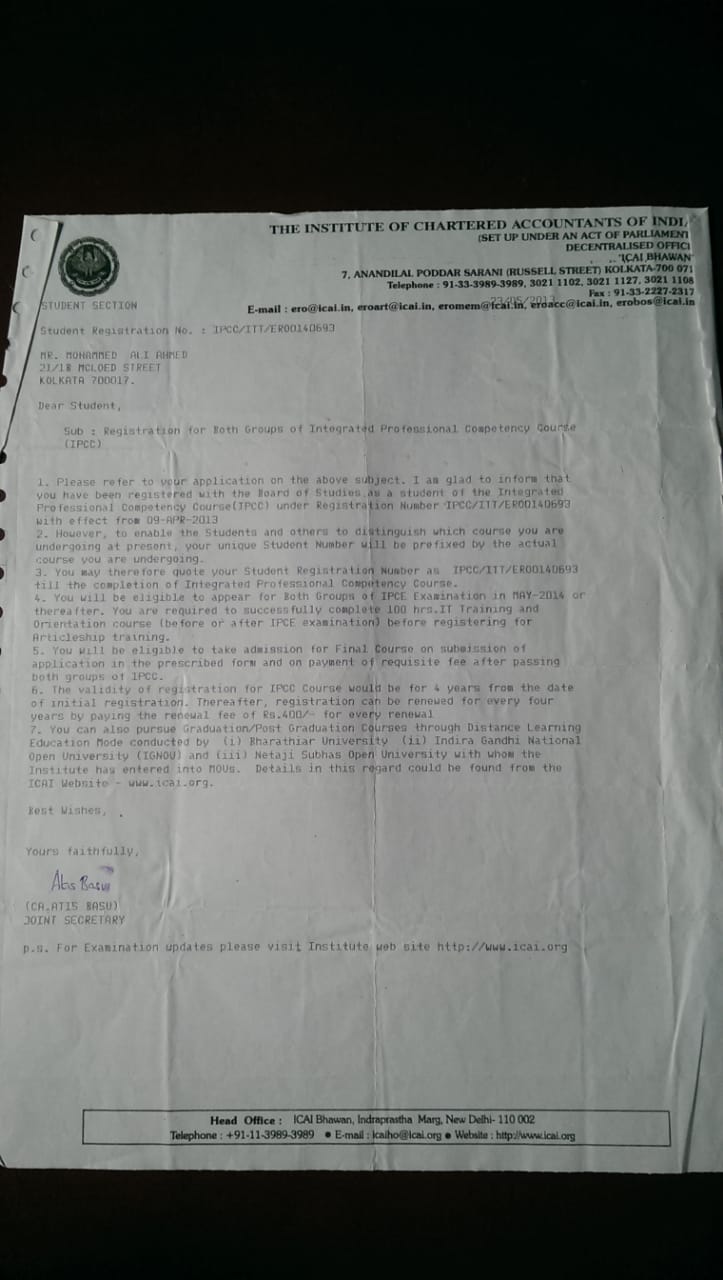 THE INSTITUTE OF CHARTERED ACCOUNTANTS OF INDI
(SET UP UNDER AN ACT OF PARLIAMENT
DECENTRALISED OFFIC
'ICAI BHAWAN'
7, ANANDILAL PODDAR SARANI (RUSSELL STREET) KOLKATA-700 071
Telephone : 91-33-3989-3989, 3021 1102, 3021 1127, 3021 1108
Fax : 91-33-2227-2317
E-mail : ero@icai.in, eroart@icai.in, eromem@icai.in, eroacc@icai.in, erobos@icai.in
STUDENT SECTION
Student Registration No. : IPCC/ITT/ERO0140693
MR. MOHAMMED ALI AHMED
21/1B MCLOED STREET
KOLKATA 700017.
Dear Student,
Sub : Registration for Both Groups of Integrated Professional Competency Course
(IPCC)
1. Please refer to your application on the above subject. I am glad to inform that
you have been registered with the Board of Studies as a student of the Integrated
Professional Competency Course(IPCC) under Registration Number IPCC/ITT/ERO0140693
with effect from 09-APR-2013
2. However, to enable the Students and others to distinguish which course you are
undergoing at present, your unique Student Number will be prefixed by the actual
course you are undergoing.
3. You may therefore quote your Student Registration Number as IPCC/ITT/ERO0140693
till the completion of Integrated Professional Competency Course.
4. You will be eligible to appear for Both Groups of IPCE Examination in MAY-2014 or
thereafter. You are required to successfully complete 100 hrs.IT Training and
Orientation course (before or after IPCE examination) before registering for
Articleship training.
5. You will be eligible to take admission for Final Course on submission of
application in the prescribed form and on payment of requisite fee after passing
both groups of IPCC.
6. The validity of registration for IPCC Course would be for 4 years from the date
of initial registration. Thereafter, registration can be renewed for every four
years by paying the renewal fee of Rs.400/- for every renewal
7. You can also pursue Graduation/Post Graduation Courses through Distance Learning
Education Mode conducted by (i) Bharathiar University (ii) Indira Gandhi National
Open University (IGNOU) and (iii) Netaji Subhas Open University with whom the
Institute has entered into MOUs. Details in this regard could be found from the
ICAI Website - www.icai.org.
Best Wishes,
Yours faithfully,
Atis Basu
(CA.ATIS BASU)
JOINT SECRETARY
p.s. For Examination updates please visit Institute web site http://www.icai.org
Head Office : ICAI Bhawan, Indraprastha Marg, New Delhi- 110 002
Telephone : +91-11-3989-3989 ● E-mail : icaiho@icai.org ● Website : http://www.icai.org